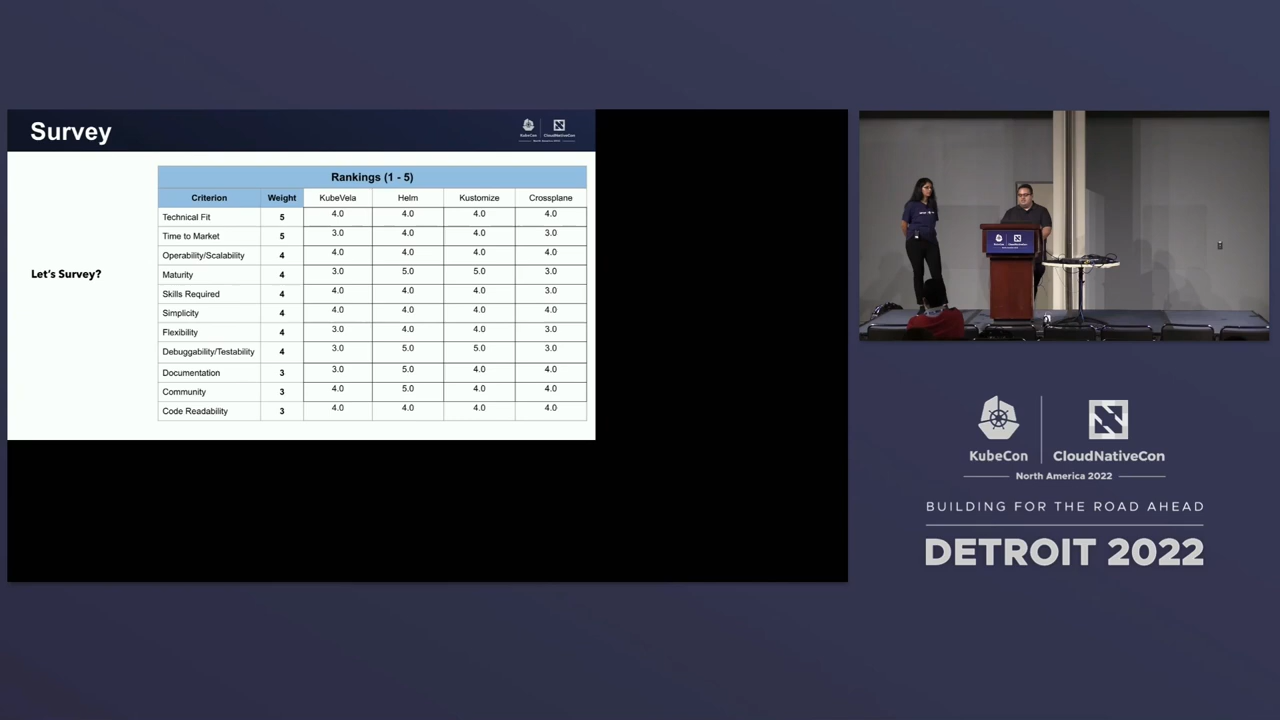 Survey
KubeCon CloudNativeCon
Let's Survey?
Rankings (1 - 5)
Criterion Weight KubeVela Helm Kustomize Crossplane
Technical Fit 5 4.0 4.0 4.0 4.0
Time to Market 5 3.0 4.0 4.0 3.0
Operability/Scalability 4 4.0 4.0 4.0 4.0
Maturity 4 3.0 5.0 5.0 3.0
Skills Required 4 4.0 4.0 4.0 3.0
Simplicity 4 4.0 4.0 4.0 4.0
Flexibility 4 3.0 4.0 4.0 3.0
Debuggability/Testability 4 3.0 5.0 5.0 3.0
Documentation 3 3.0 5.0 4.0 4.0
Community 3 4.0 5.0 4.0 4.0
Code Readability 3 4.0 4.0 4.0 4.0
KubeCon CloudNativeCon
North America 2022
BUILDING FOR THE ROAD AHEAD
DETROIT 2022